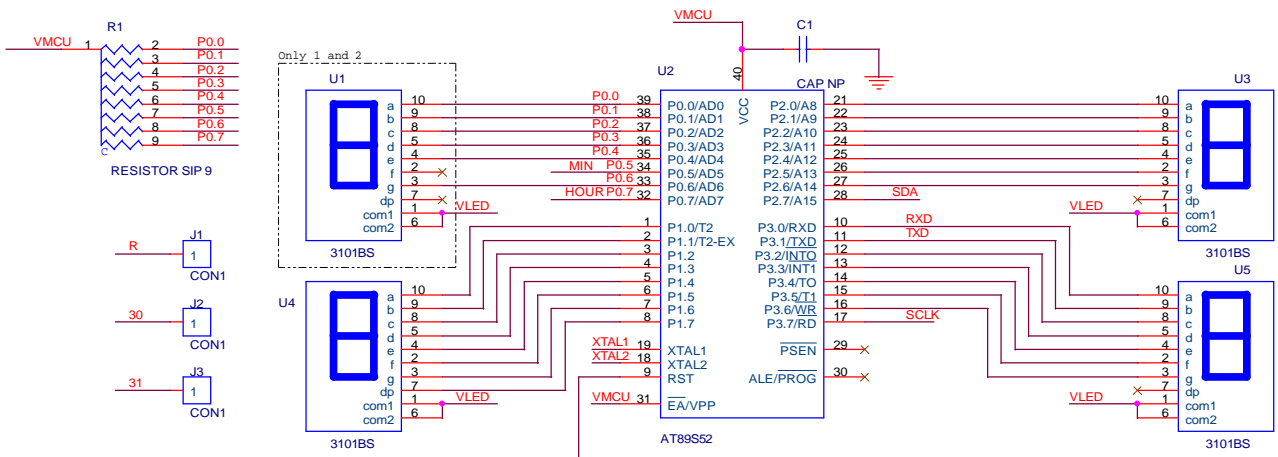 R1
VMCU 1
2 P0.0
3 P0.1
4 P0.2
5 P0.3
6 P0.4
7 P0.5
8 P0.6
9 P0.7
C
RESISTOR SIP 9
J1
R 1
CON1
J2
30 1
CON1
J3
31 1
CON1
Only 1 and 2
U1
a 10
b 9
c 8
d 5
e 4
f 2
g 3
dp 7
com1 1 VLED
com2 6
3101BS
U4
a 10
b 9
c 8
d 5
e 4
f 2
g 3
dp 7
com1 1 VLED
com2 6
3101BS
VMCU
C1
CAP NP
U2
40
VCC
P0.0 39 P0.0/AD0
P0.1 38 P0.1/AD1
P0.2 37 P0.2/AD2
P0.3 36 P0.3/AD3
P0.4 35 P0.4/AD4
MIN P0.5 34 P0.5/AD5
P0.6 33 P0.6/AD6
HOUR P0.7 32 P0.7/AD7
1 P1.0/T2
2 P1.1/T2-EX
3 P1.2
4 P1.3
5 P1.4
6 P1.5
7 P1.6
8 P1.7
XTAL1 19 XTAL1
XTAL2 18 XTAL2
9 RST
VMCU 31 EA/VPP
P2.0/A8 21
P2.1/A9 22
P2.2/A10 23
P2.3/A11 24
P2.4/A12 25
P2.5/A13 26
P2.6/A14 27
P2.7/A15 28 SDA
P3.0/RXD 10 RXD
P3.1/TXD 11 TXD
P3.2/INTO 12
P3.3/INT1 13
P3.4/TO 14
P3.5/T1 15
P3.6/WR 16
P3.7/RD 17 SCLK
PSEN 29
ALE/PROG 30
AT89S52
U3
10 a
9 b
8 c
5 d
4 e
2 f
3 g
7 dp
VLED 1 com1
6 com2
3101BS
U5
10 a
9 b
8 c
5 d
4 e
2 f
3 g
7 dp
VLED 1 com1
6 com2
3101BS